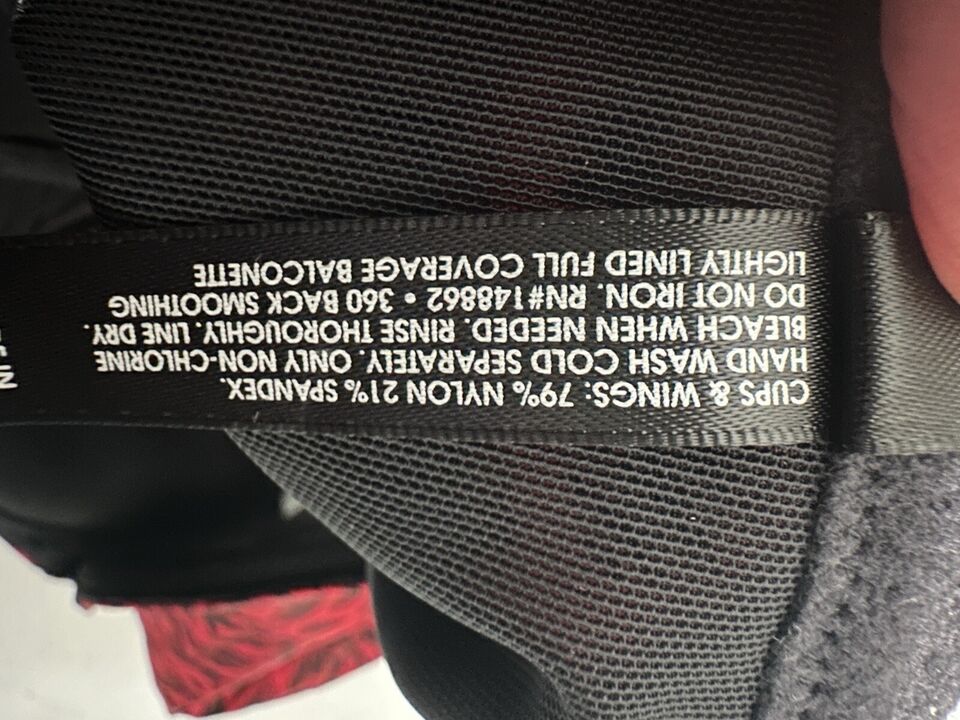 CUPS & WINGS: 79% NYLON 21% SPANDEX.
HAND WASH COLD SEPARATELY. ONLY NON-CHLORINE
BLEACH WHEN NEEDED. RINSE THOROUGHLY. LINE DRY.
DO NOT IRON. RN#148862 • 360 BACK SMOOTHING
LIGHTLY LINED FULL COVERAGE BALCONETTE